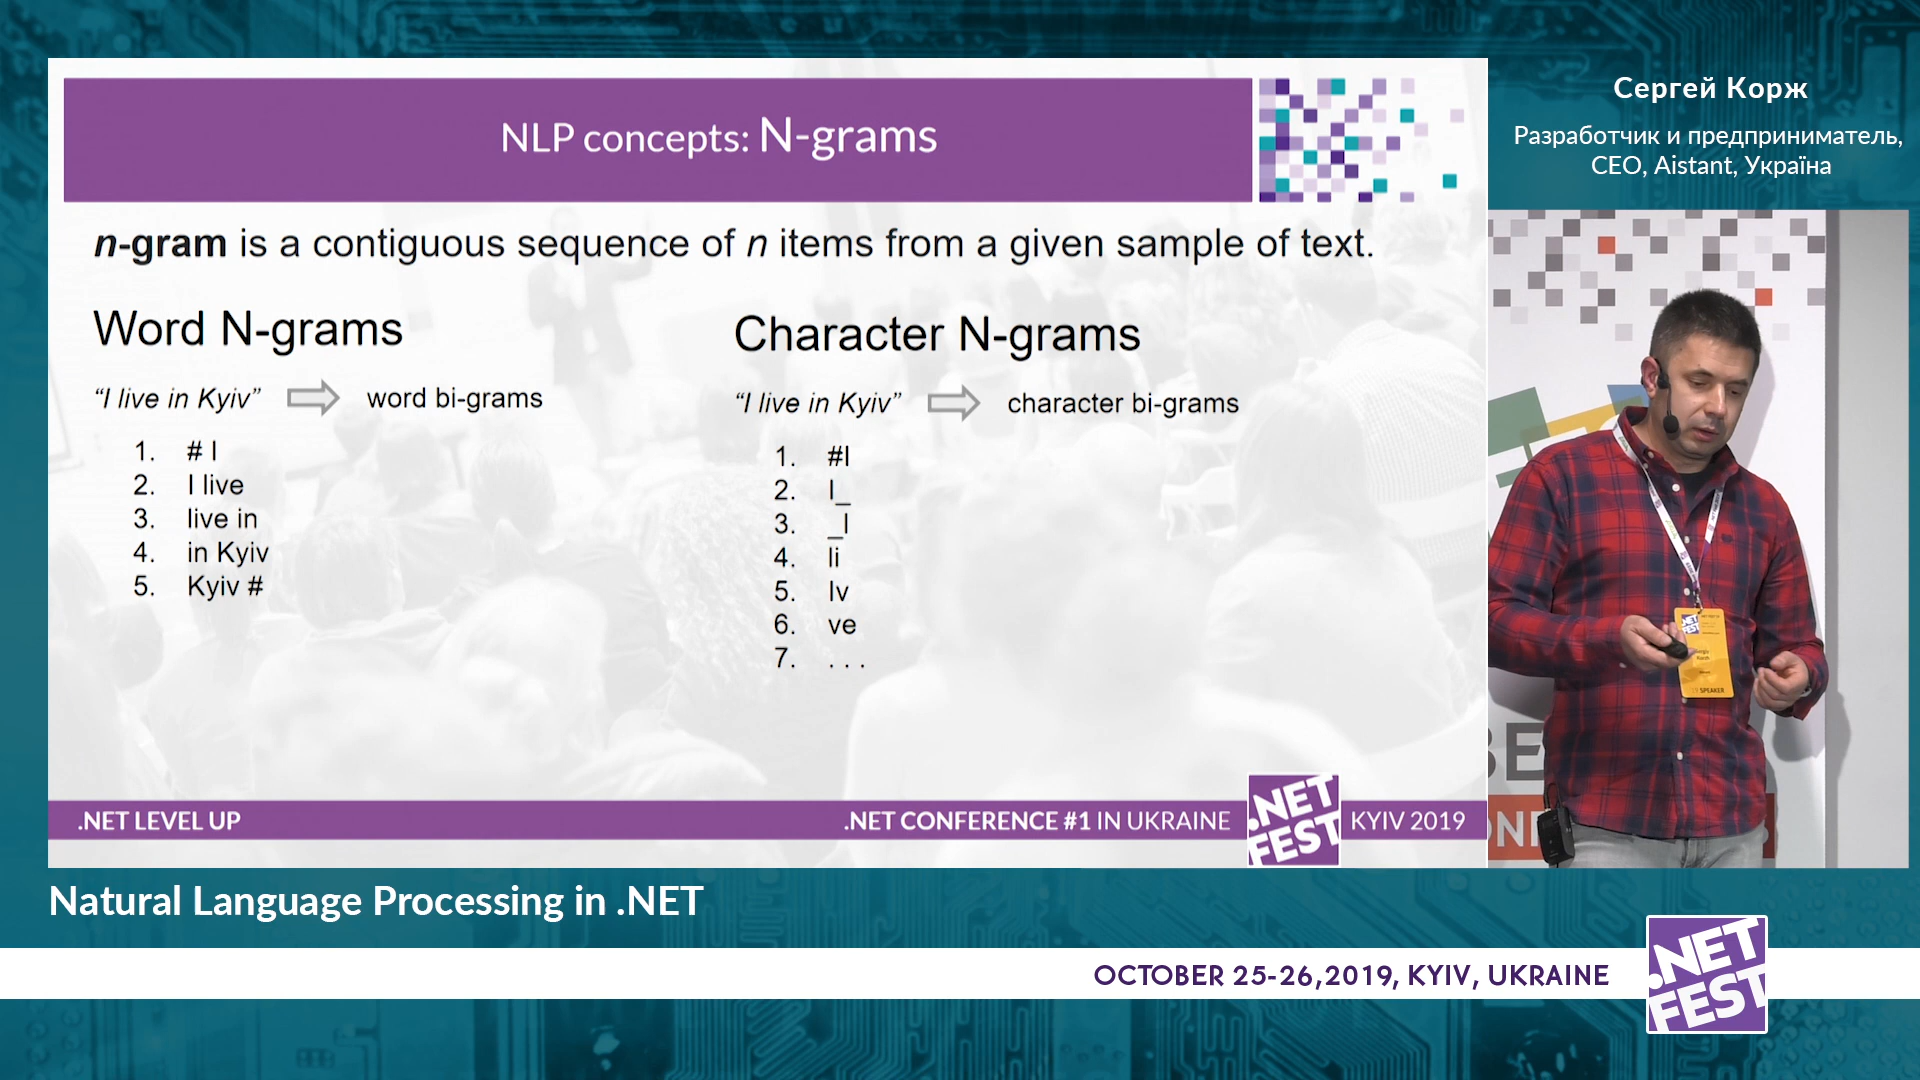 NLP concepts: N-grams
n-gram is a contiguous sequence of n items from a given sample of text.
Word N-grams
“I live in Kyiv”
word bi-grams
1. # I
2. I live
3. live in
4. in Kyiv
5. Kyiv #
Character N-grams
“I live in Kyiv”
character bi-grams
1. #I
2. I_
3. _l
4. li
5. Iv
6. ve
7. . . .
.NET LEVEL UP
.NET CONFERENCE #1 IN UKRAINE
.NET
FEST
KYIV 2019
Сергей Корж
Разработчик и предприниматель,
CEO, Aistant, Україна
SPEAKER
Natural Language Processing in .NET
OCTOBER 25-26,2019, KYIV, UKRAINE
.NET
FEST